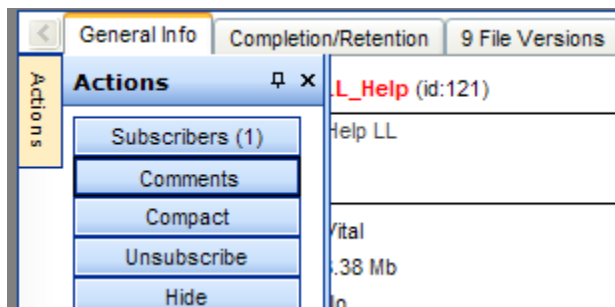 General Info
Completion/Retention
9 File Versions
Actions
Actions
L_Help (id:121)
Subscribers (1)
Help LL
Comments
Compact
Unsubscribe
Vital
.38 Mb
Hide